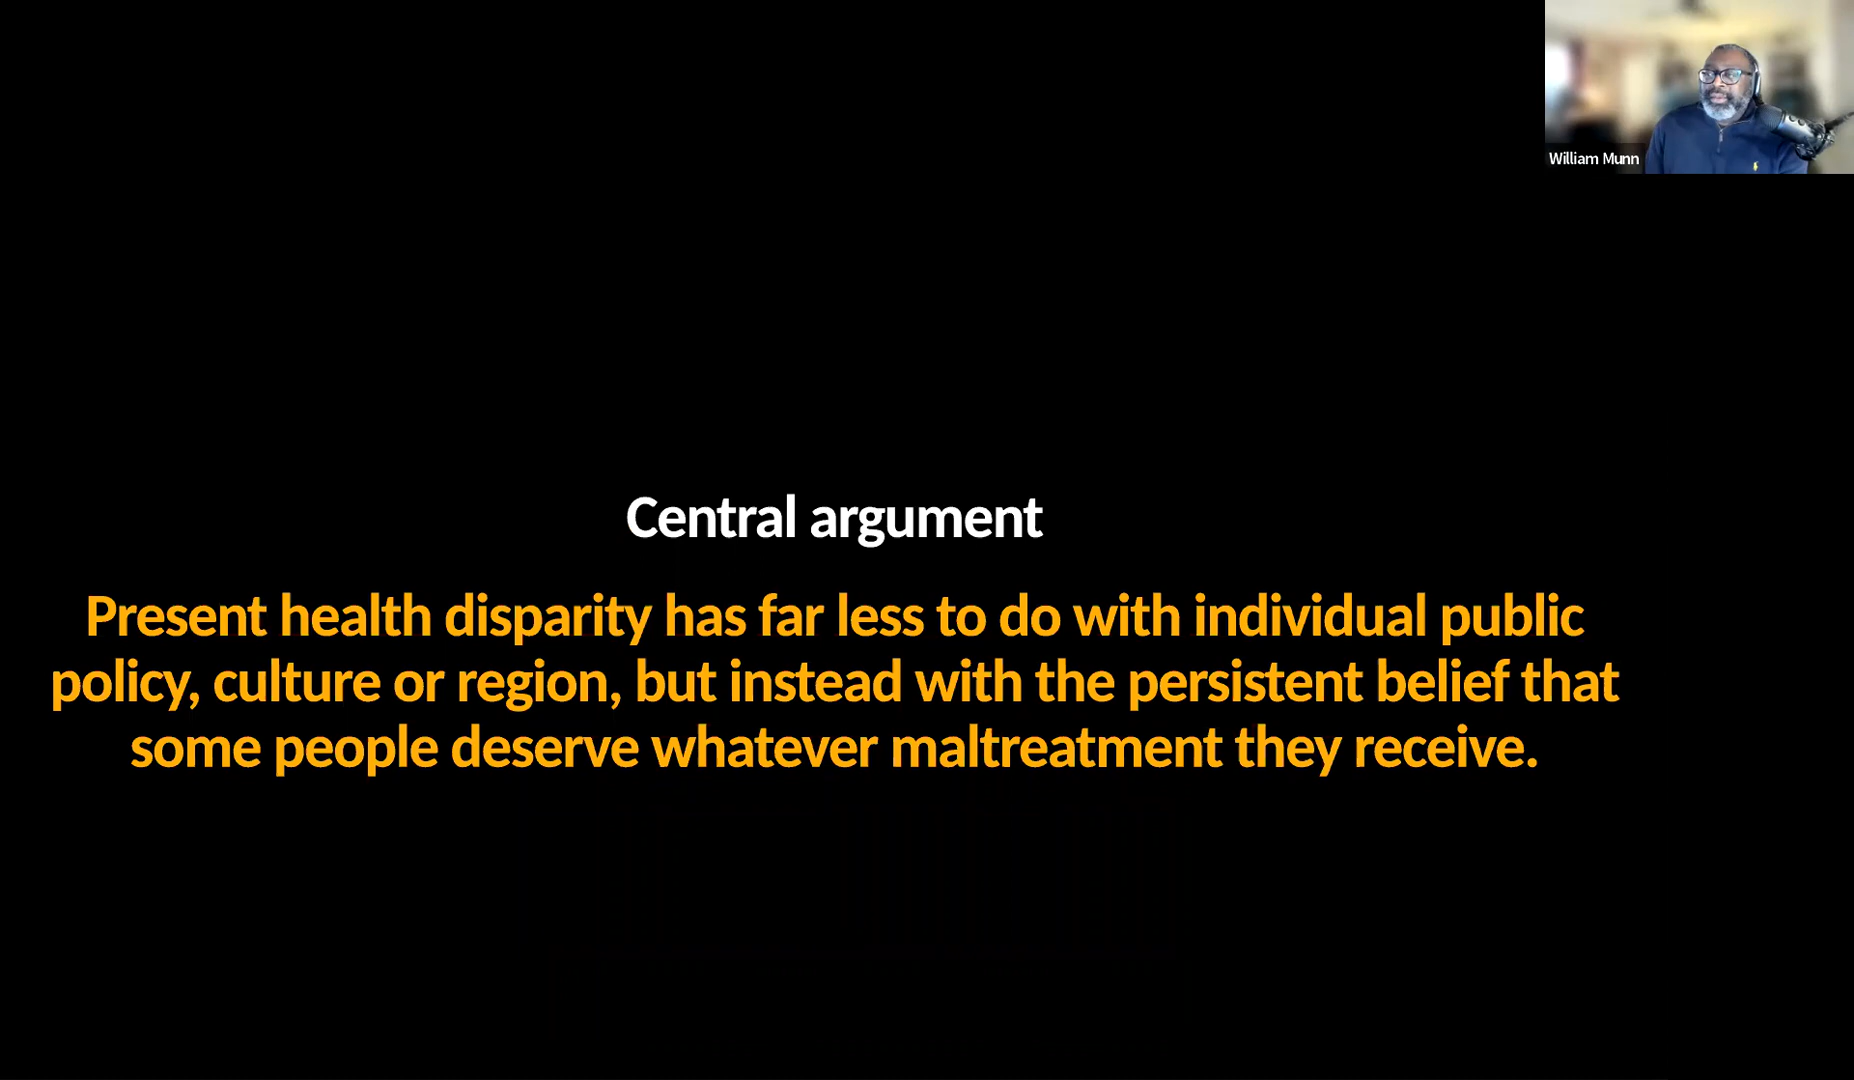 William Munn
Central argument
Present health disparity has far less to do with individual public
policy, culture or region, but instead with the persistent belief that
some people deserve whatever maltreatment they receive.